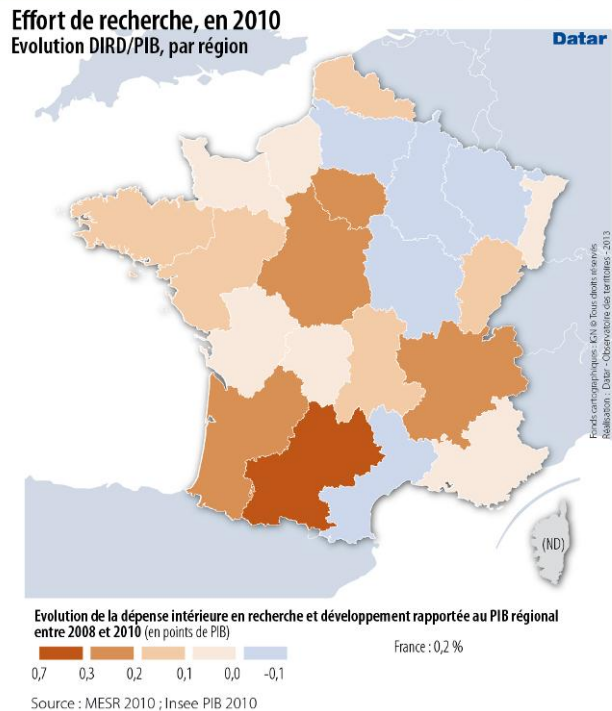 Effort de recherche, en 2010
Evolution DIRD/PIB, par région
Datar
Fonds cartographiques : IGN © Tous droits réservés
Réalisation : Datar - Observatoire des territoires - 2013
(ND)
Evolution de la dépense intérieure en recherche et développement rapportée au PIB régional
entre 2008 et 2010 (en points de PIB)
France : 0,2 %
0,7 0,3 0,2 0,1 0,0 -0,1
Source : MESR 2010 ; Insee PIB 2010